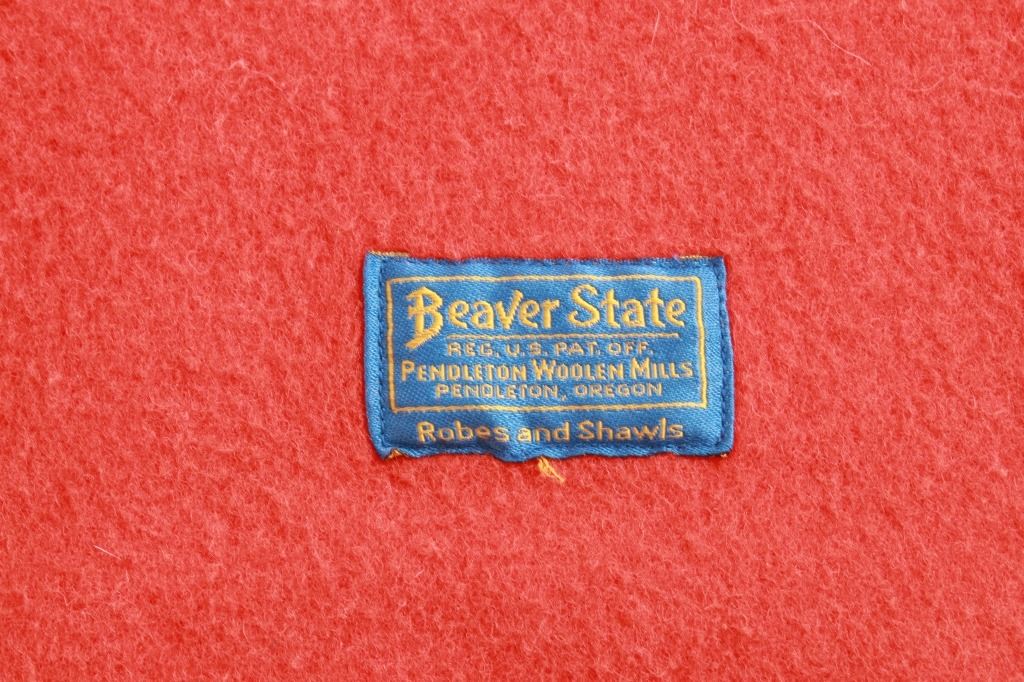 Beaver State
REG. U.S. PAT. OFF.
PENDLETON WOOLEN MILLS
PENDLETON, OREGON
Robes and Shawls